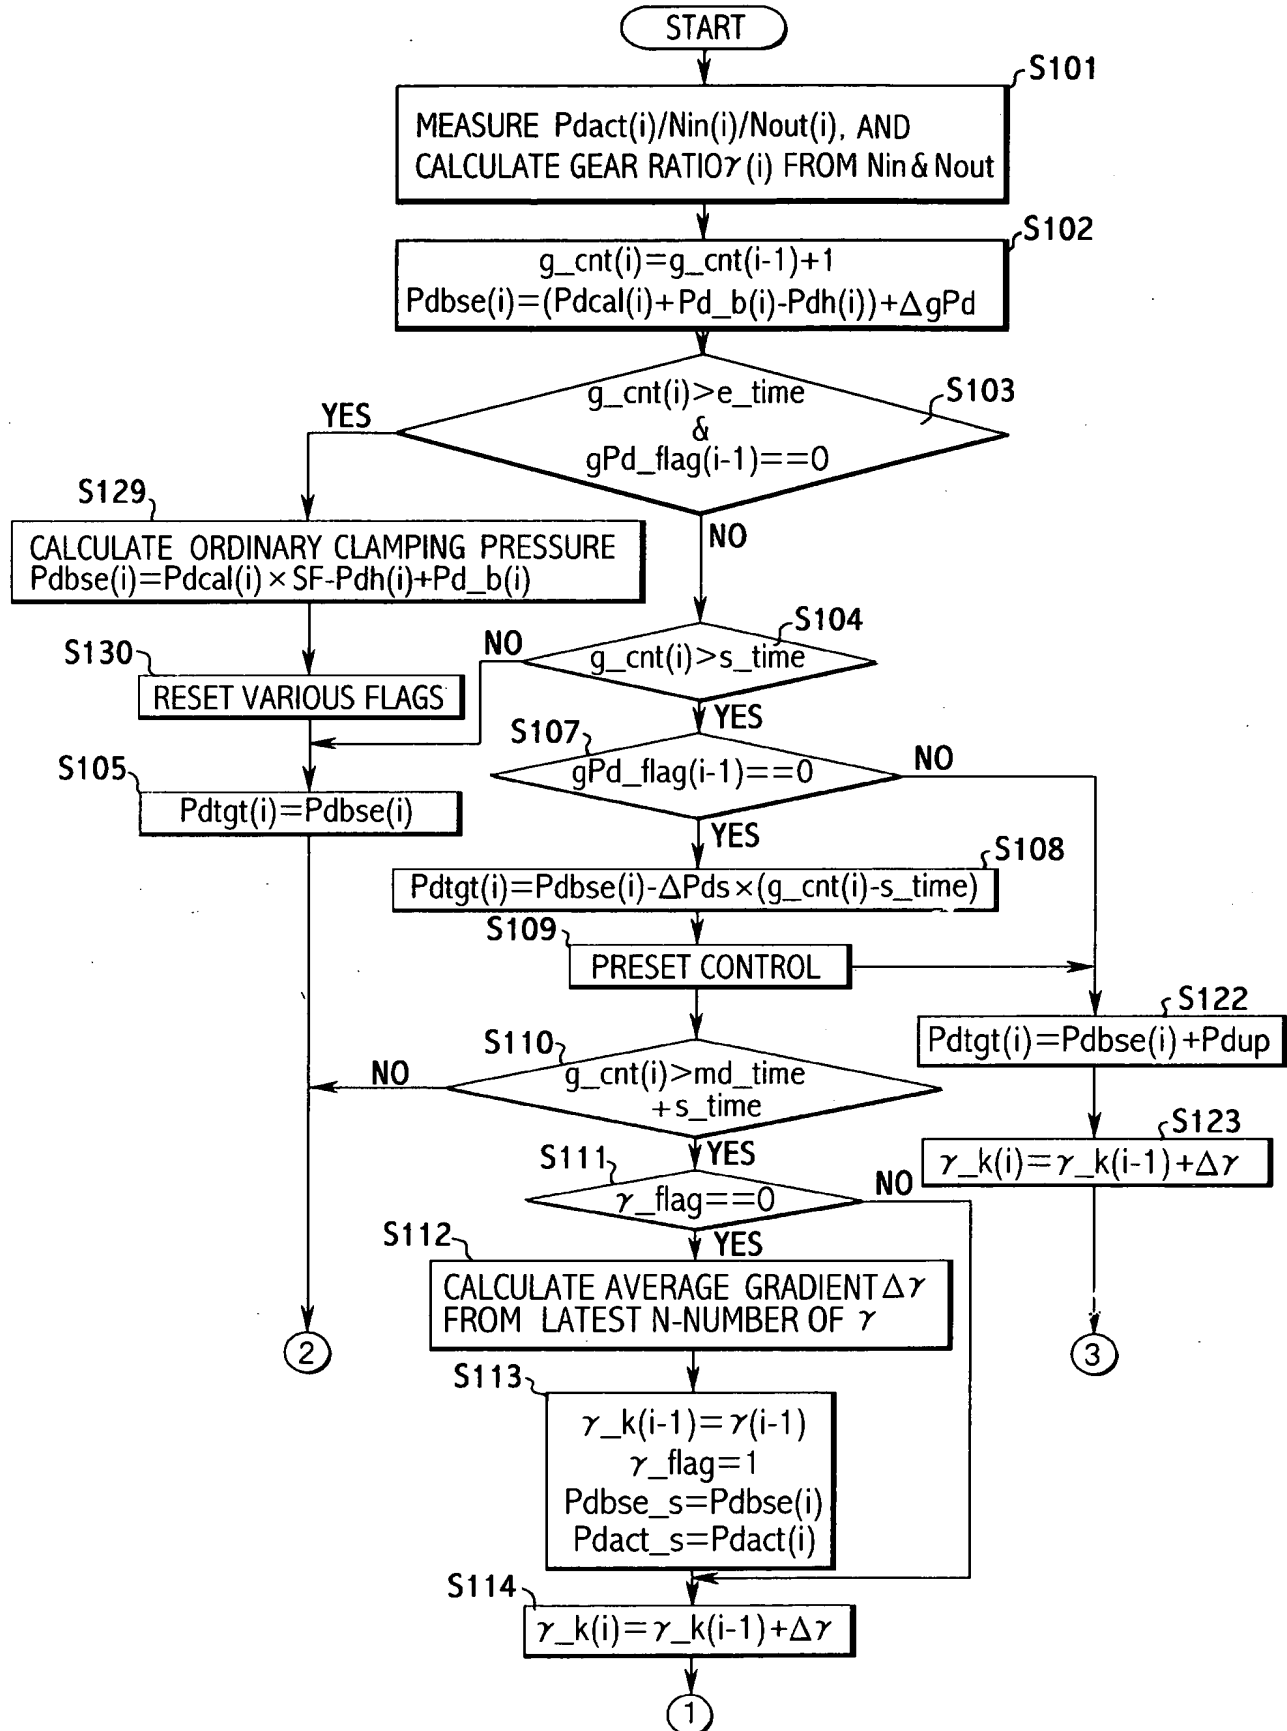 START
S101
MEASURE Pdact(i)/Nin(i)/Nout(i), AND
CALCULATE GEAR RATIOγ(i) FROM Nin & Nout
S102
g_cnt(i)=g_cnt(i-1)+1
Pdbse(i)=(Pdcal(i)+Pd_b(i)-Pdh(i))+ΔgPd
S103
g_cnt(i)>e_time
&
gPd_flag(i-1)==0
YES
NO
S129
CALCULATE ORDINARY CLAMPING PRESSURE
Pdbse(i)=Pdcal(i)×SF-Pdh(i)+Pd_b(i)
S104
g_cnt(i)>s_time
NO
YES
S130
RESET VARIOUS FLAGS
S107
gPd_flag(i-1)==0
NO
YES
S105
Pdtgt(i)=Pdbse(i)
S108
Pdtgt(i)=Pdbse(i)-ΔPds×(g_cnt(i)-s_time)
S109
PRESET CONTROL
S122
Pdtgt(i)=Pdbse(i)+Pdup
S110
g_cnt(i)>md_time
+s_time
NO
YES
S123
γ_k(i)=γ_k(i-1)+Δγ
S111
γ_flag==0
NO
YES
S112
CALCULATE AVERAGE GRADIENT Δγ
FROM LATEST N-NUMBER OF γ
2
3
S113
γ_k(i-1)=γ(i-1)
γ_flag=1
Pdbse_s=Pdbse(i)
Pdact_s=Pdact(i)
S114
γ_k(i)=γ_k(i-1)+Δγ
1